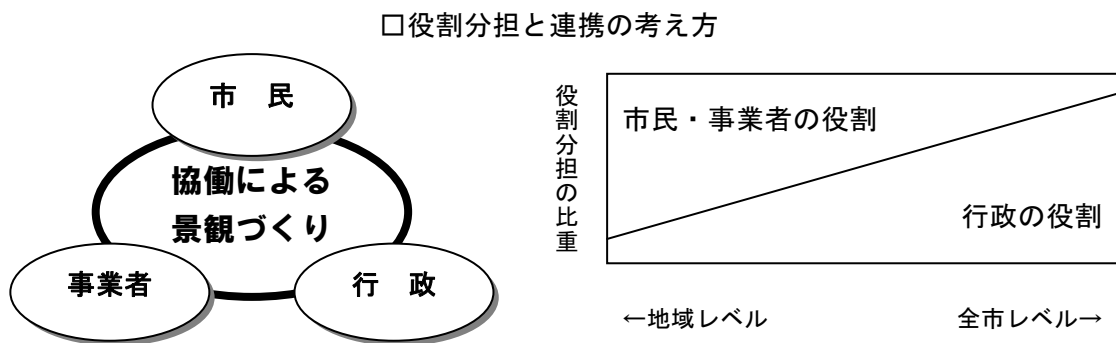 □役割分担と連携の考え方
市　民
協働による
景観づくり
事業者
行　政
役割分担の比重
市民・事業者の役割
行政の役割
←地域レベル
全市レベル→